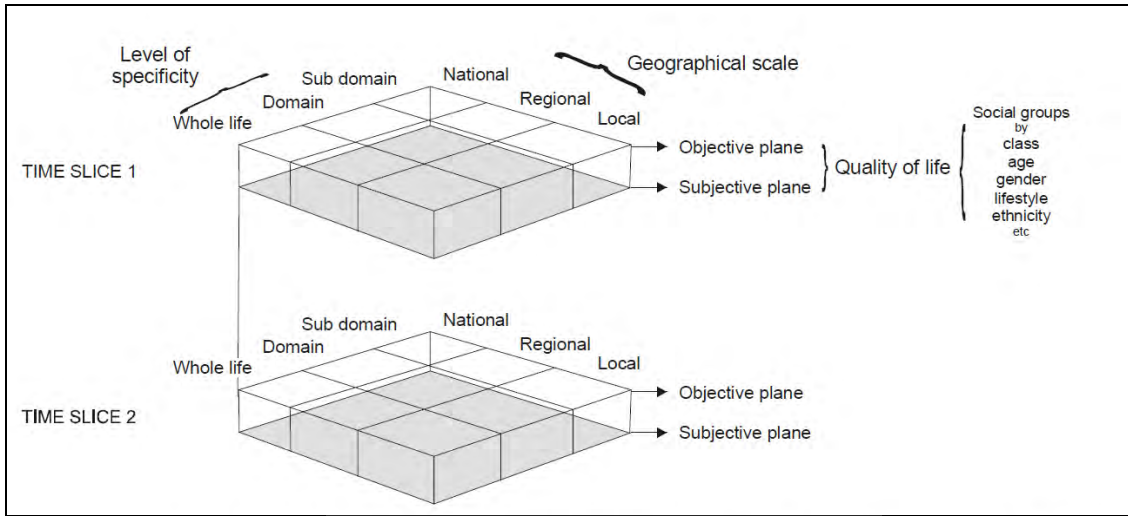 Level of
specificity
Sub domain
National
Geographical scale
Domain
Regional
Whole life
Local
Social groups
by
class
age
gender
lifestyle
ethnicity
etc
TIME SLICE 1
Objective plane
Subjective plane
Quality of life
Sub domain
National
Domain
Regional
Whole life
Local
TIME SLICE 2
Objective plane
Subjective plane